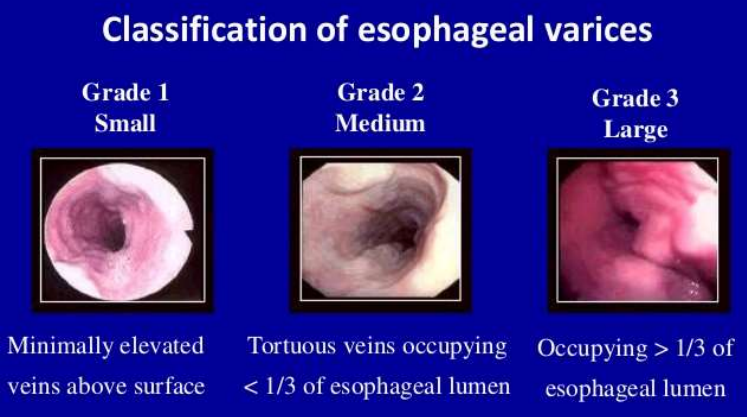 Classification of esophageal varices
Grade 1
Small
Grade 2
Medium
Grade 3
Large
Minimally elevated
veins above surface
Tortuous veins occupying
< 1/3 of esophageal lumen
Occupying > 1/3 of
esophageal lumen